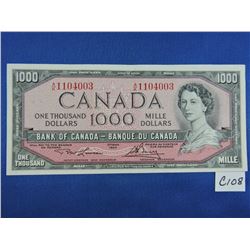 1000
1000
A/K 1104003
A/K 1104003
CANADA
ONE THOUSAND
DOLLARS
1000
MILLE
DOLLARS
BANK OF CANADA - BANQUE DU CANADA
ONE
THOUSAND
MILLE
C108